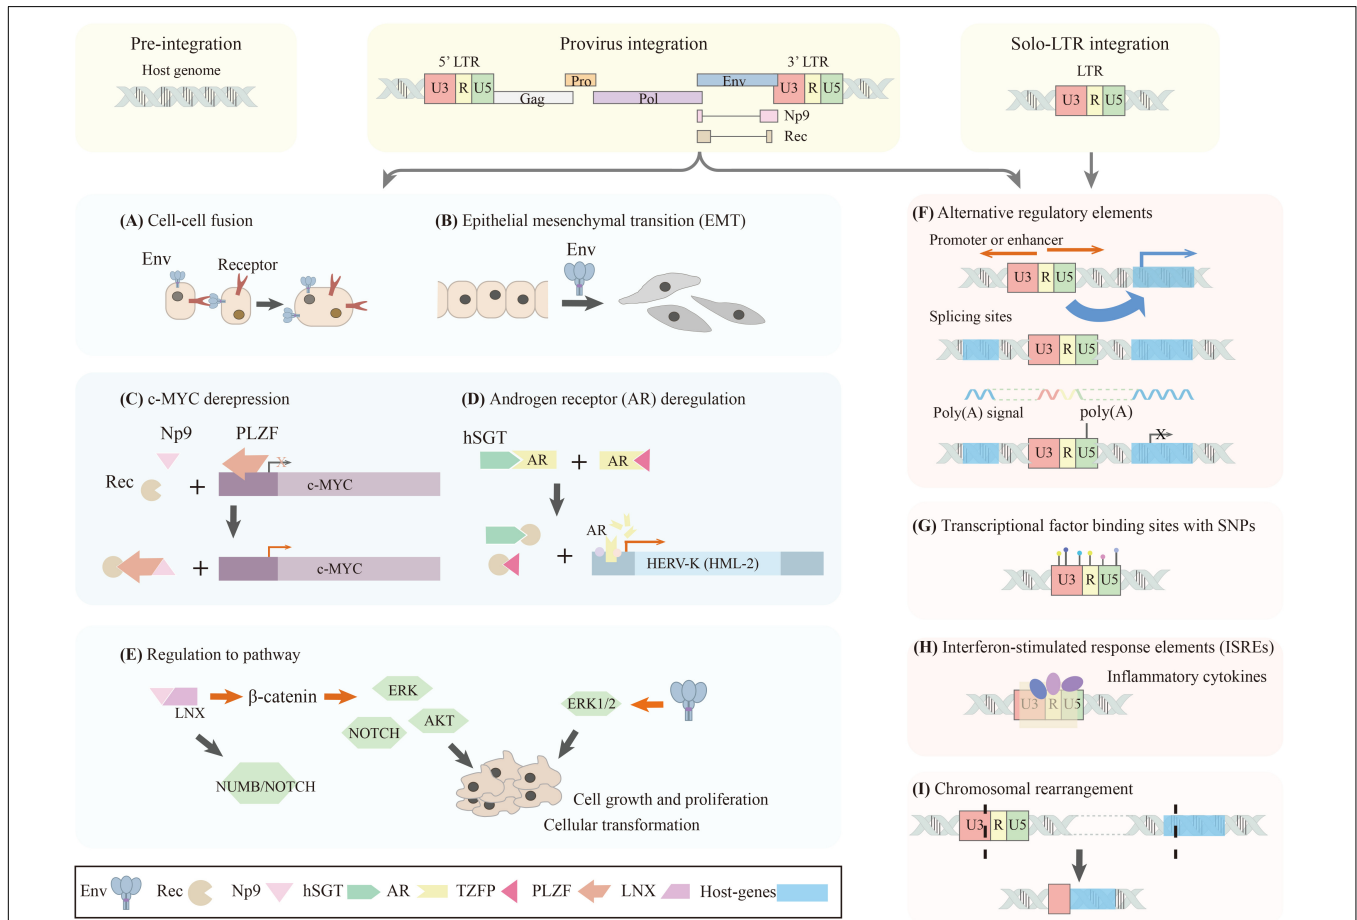 Pre-integration
Host genome
Provirus integration
5’ LTR
3’ LTR
U3 R U5
Gag
Pro
Pol
Env
U3 R U5
Np9
Rec
Solo-LTR integration
LTR
U3 R U5
(A) Cell-cell fusion
Env
Receptor
(B) Epithelial mesenchymal transition (EMT)
Env
(C) c-MYC derepression
Np9
PLZF
Rec
+
X
c-MYC
+
c-MYC
(D) Androgen receptor (AR) deregulation
hSGT
AR
+
AR
+
AR
HERV-K (HML-2)
(E) Regulation to pathway
LNX
β-catenin
ERK
AKT
NOTCH
NUMB/NOTCH
ERK1/2
Cell growth and proliferation
Cellular transformation
(F) Alternative regulatory elements
Promoter or enhancer
U3 R U5
Splicing sites
U3 R U5
Poly(A) signal
poly(A)
U3 R U5
X
(G) Transcriptional factor binding sites with SNPs
U3 R U5
(H) Interferon-stimulated response elements (ISREs)
Inflammatory cytokines
U3 R U5
(I) Chromosomal rearrangement
U3 R U5
Env Rec Np9 hSGT AR TZFP PLZF LNX Host-genes